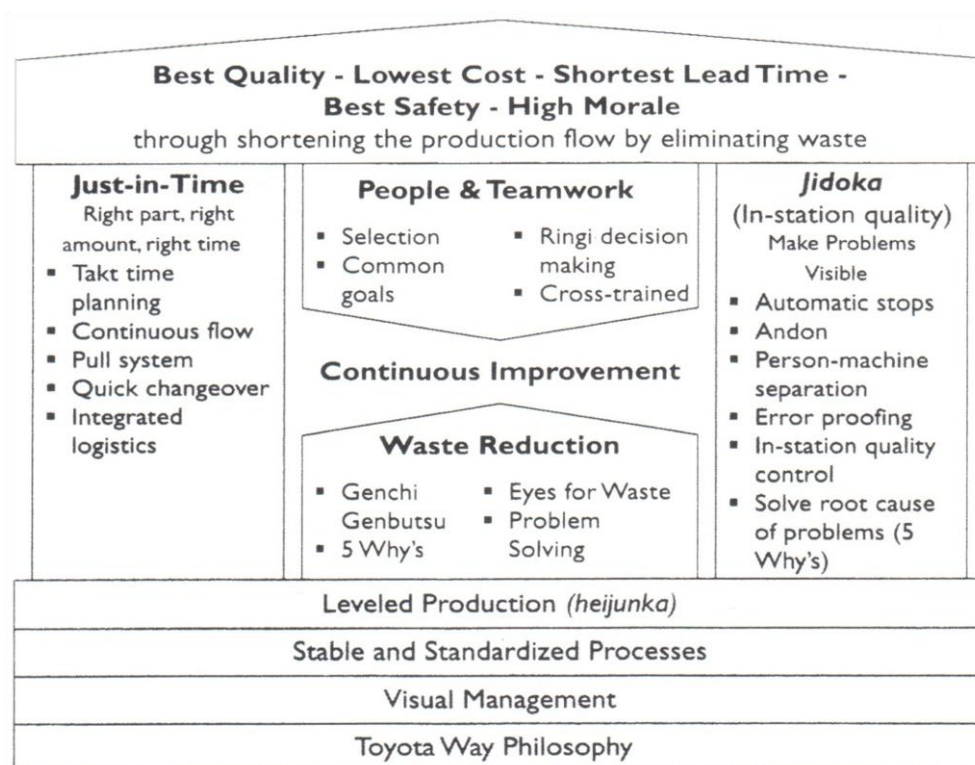 Best Quality - Lowest Cost - Shortest Lead Time -
Best Safety - High Morale
through shortening the production flow by eliminating waste
Just-in-Time
Right part, right
amount, right time
▪ Takt time
planning
▪ Continuous flow
▪ Pull system
▪ Quick changeover
▪ Integrated
logistics
People & Teamwork
▪ Selection
▪ Common
goals
▪ Ringi decision
making
▪ Cross-trained
Continuous Improvement
Waste Reduction
▪ Genchi
Genbutsu
▪ 5 Why's
▪ Eyes for Waste
▪ Problem
Solving
Jidoka
(In-station quality)
Make Problems
Visible
▪ Automatic stops
▪ Andon
▪ Person-machine
separation
▪ Error proofing
▪ In-station quality
control
▪ Solve root cause
of problems (5
Why's)
Leveled Production (heijunka)
Stable and Standardized Processes
Visual Management
Toyota Way Philosophy